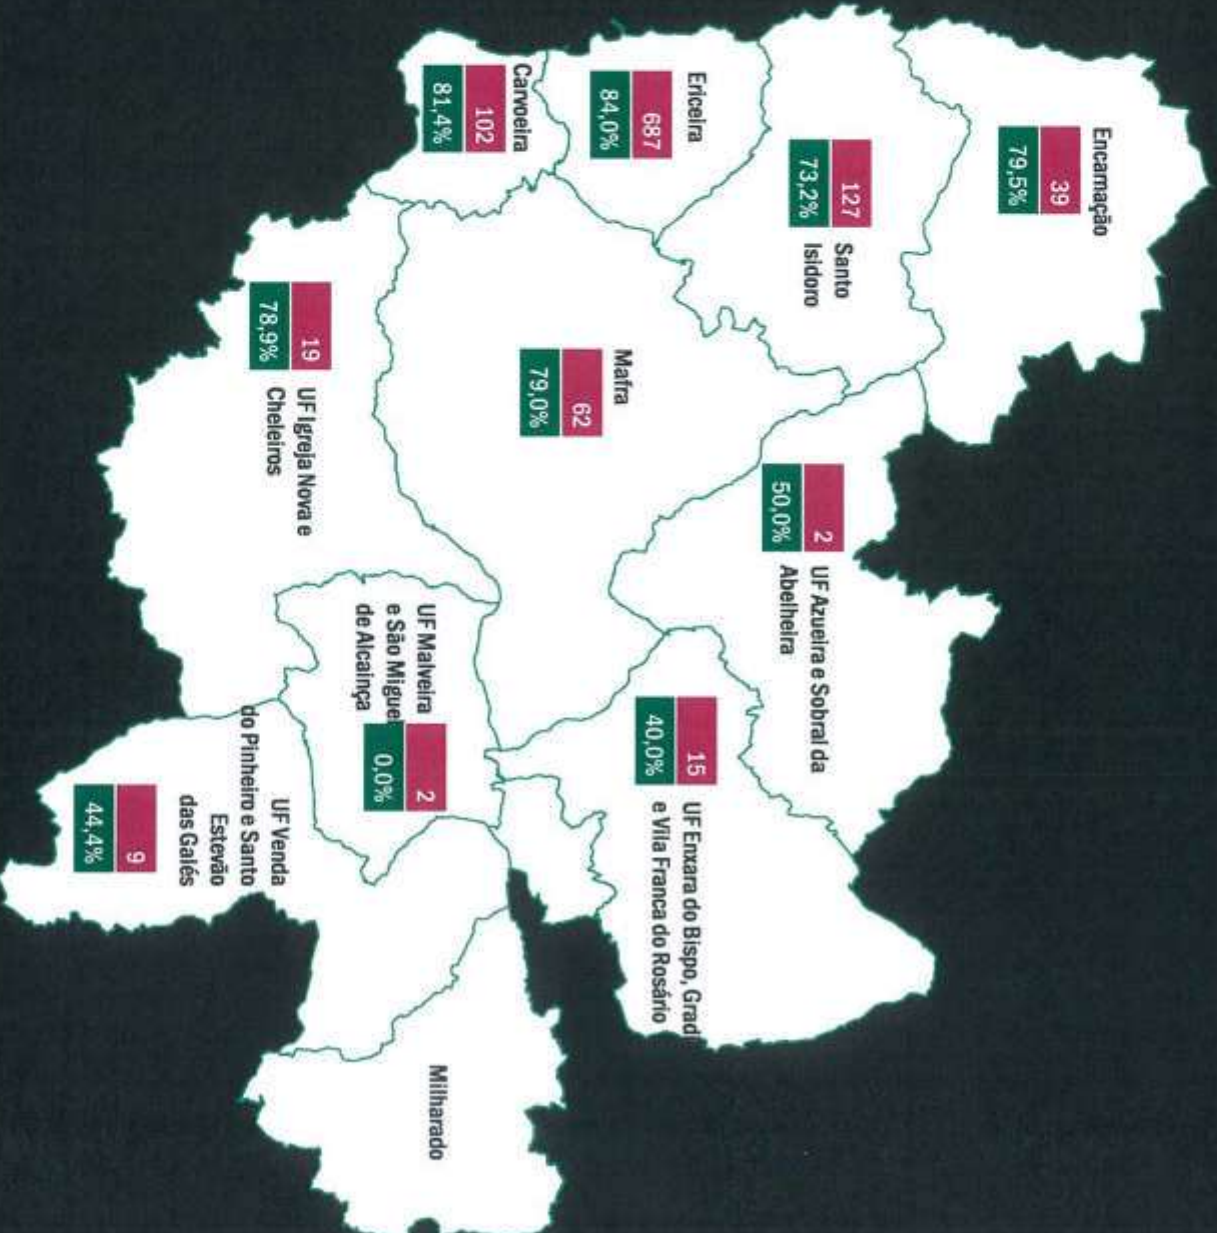 Encarnação
39
79,5%
Santo
Isidoro
127
73,2%
Ericeira
687
84,0%
Carvoeira
102
81,4%
Mafra
62
79,0%
UF Azueira e Sobral da
Abelheira
2
50,0%
UF Enxara do Bispo, Grad
e Vila Franca do Rosário
15
40,0%
UF Igreja Nova e
Cheleiros
19
78,9%
UF Malveira
e São Migue
de Alcainça
2
0,0%
UF Venda
do Pinheiro e Santo
Estevão
das Galés
9
44,4%
Milharado